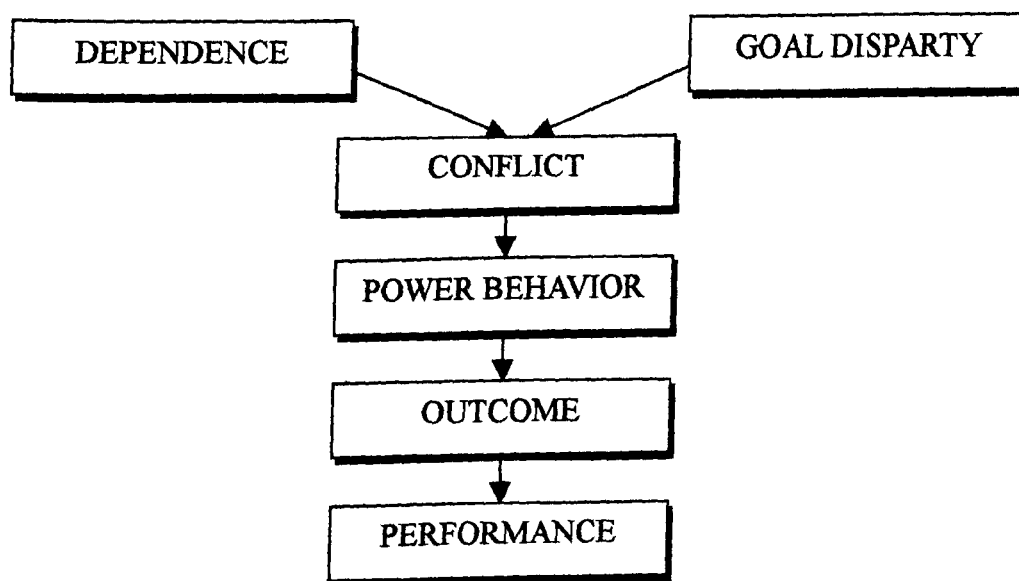 DEPENDENCE
GOAL DISPARTY
CONFLICT
POWER BEHAVIOR
OUTCOME
PERFORMANCE